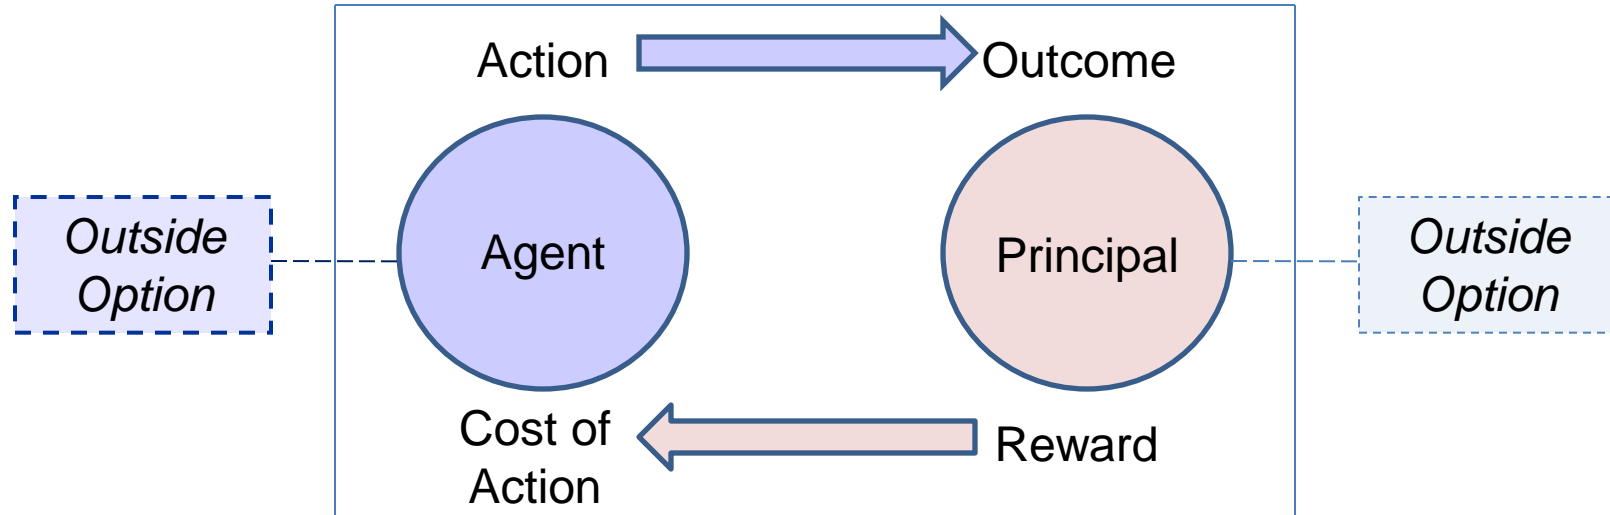 Action
Outcome
Outside
Option
Agent
Principal
Outside
Option
Cost of
Action
Reward